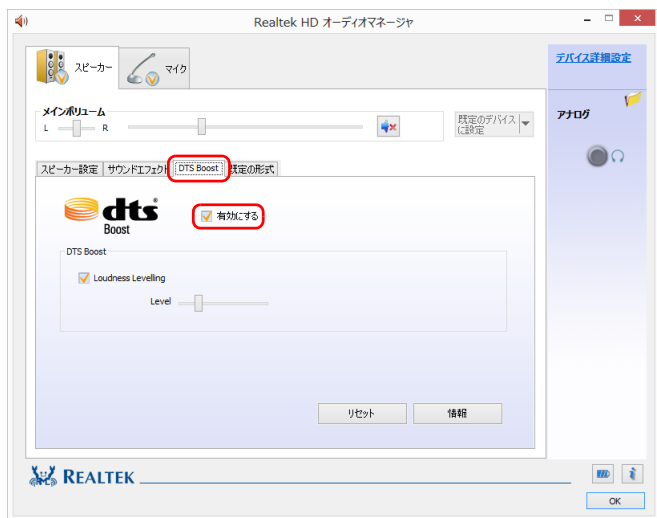 Realtek HD オーディオマネージャ
スピーカー
マイク
デバイス詳細設定
メインボリューム
L
R
既定のデバイス
に設定
アナログ
スピーカー設定
サウンドエフェクト
DTS Boost
既定の形式
dts
Boost
有効にする
DTS Boost
Loudness Levelling
Level
リセット
情報
REALTEK
OK